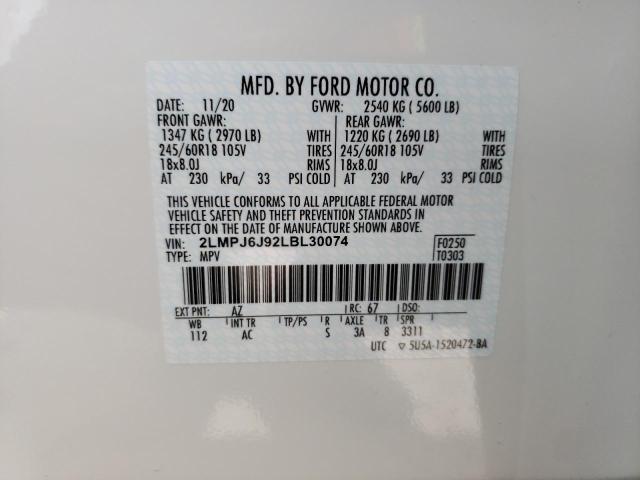 MFD. BY FORD MOTOR CO.
DATE: 11/20 GVWR: 2540 KG ( 5600 LB)
FRONT GAWR: REAR GAWR:
1347 KG ( 2970 LB) WITH 1220 KG ( 2690 LB) WITH
245/60R18 105V TIRES 245/60R18 105V TIRES
18x8.0J RIMS 18x8.0J RIMS
AT 230 kPa/ 33 PSI COLD AT 230 kPa/ 33 PSI COLD
THIS VEHICLE CONFORMS TO ALL APPLICABLE FEDERAL MOTOR
VEHICLE SAFETY AND THEFT PREVENTION STANDARDS IN
EFFECT ON THE DATE OF MANUFACTURE SHOWN ABOVE.
VIN: 2LMPJ6J92LBL30074 F0250
TYPE: MPV T0303
EXT PNT: AZ RC: 67 DSO:
WB INT TR TP/PS R AXLE TR SPR
112 AC S 3A 8 3311
UTC ▽ 5U5A-1520472-BA